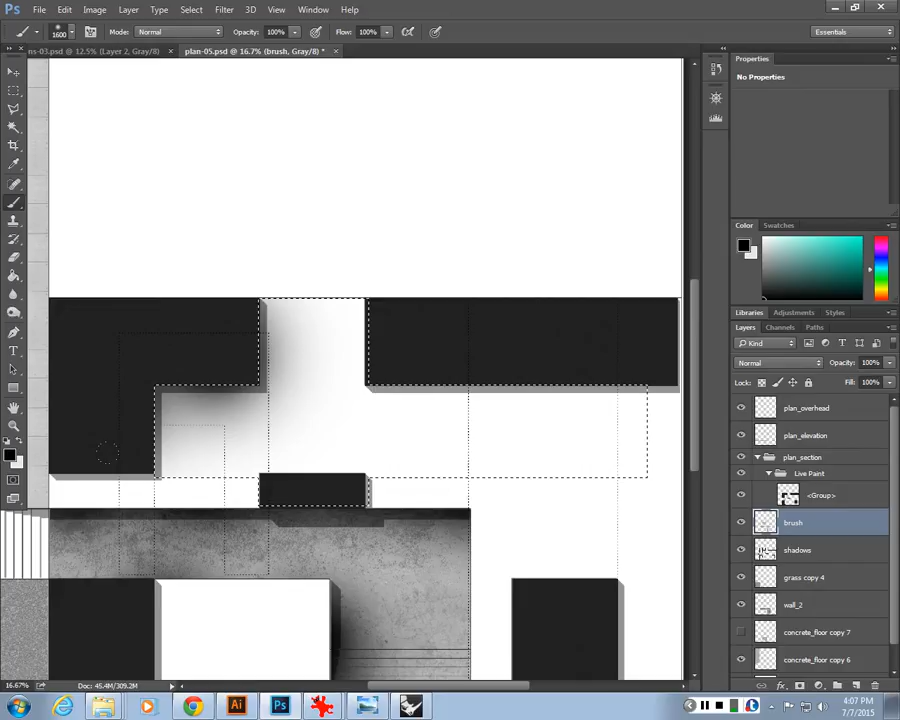 Ps File Edit Image Layer Type Select Filter 3D View Window Help
1600 Mode: Normal Opacity: 100% Flow: 100% Essentials
ns-03.psd @ 12.5% (Layer 2, Gray/8) × plan-05.psd @ 16.7% (brush, Gray/8) * ×
Properties
No Properties
Color Swatches
Libraries Adjustments Styles
Layers Channels Paths
Kind
Normal Opacity: 100%
Lock: Fill: 100%
plan_overhead
plan_elevation
plan_section
Live Paint
<Group>
brush
shadows
grass copy 4
wall_2
concrete_floor copy 7
concrete_floor copy 6
16.67% Doc: 45.4M/309.2M
fx
Ai Ps
4:07 PM
7/7/2015